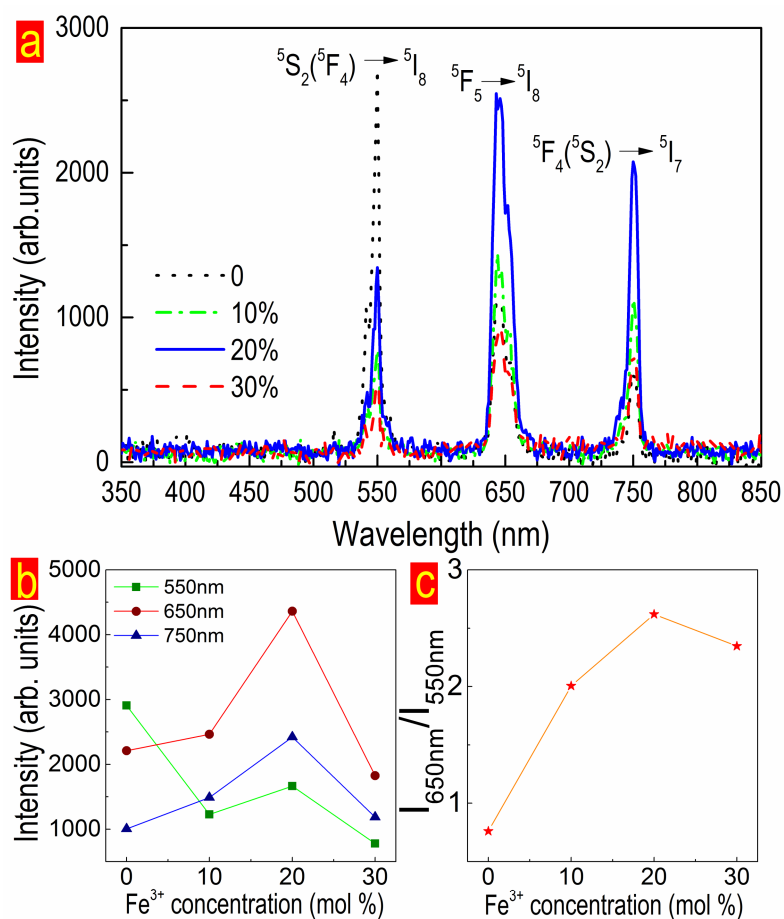 a
3000
2000
1000
0
Intensity (arb.units)
⁵S₂(⁵F₄) → ⁵I₈
⁵F₅ → ⁵I₈
⁵F₄(⁵S₂) → ⁵I₇
0
10%
20%
30%
350 400 450 500 550 600 650 700 750 800 850
Wavelength (nm)
b
5000
4000
3000
2000
1000
Intensity (arb. units)
550nm
650nm
750nm
0 10 20 30
Fe³⁺ concentration (mol %)
c
3
2
1
I₆₅₀ₙₘ/I₅₅₀ₙₘ
0 10 20 30
Fe³⁺ concentration (mol %)